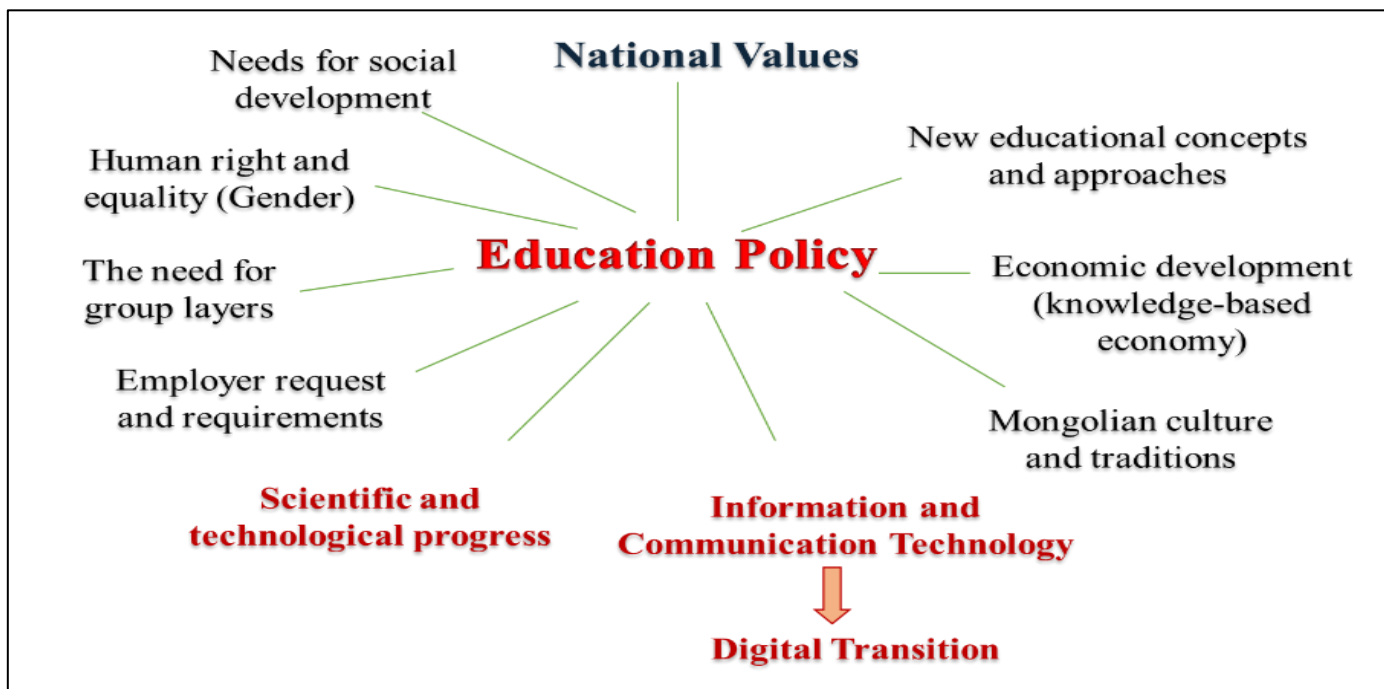 National Values
Needs for social
development
Human right and
equality (Gender)
The need for
group layers
Employer request
and requirements
Education Policy
New educational concepts
and approaches
Economic development
(knowledge-based
economy)
Mongolian culture
and traditions
Scientific and
technological progress
Information and
Communication Technology
Digital Transition